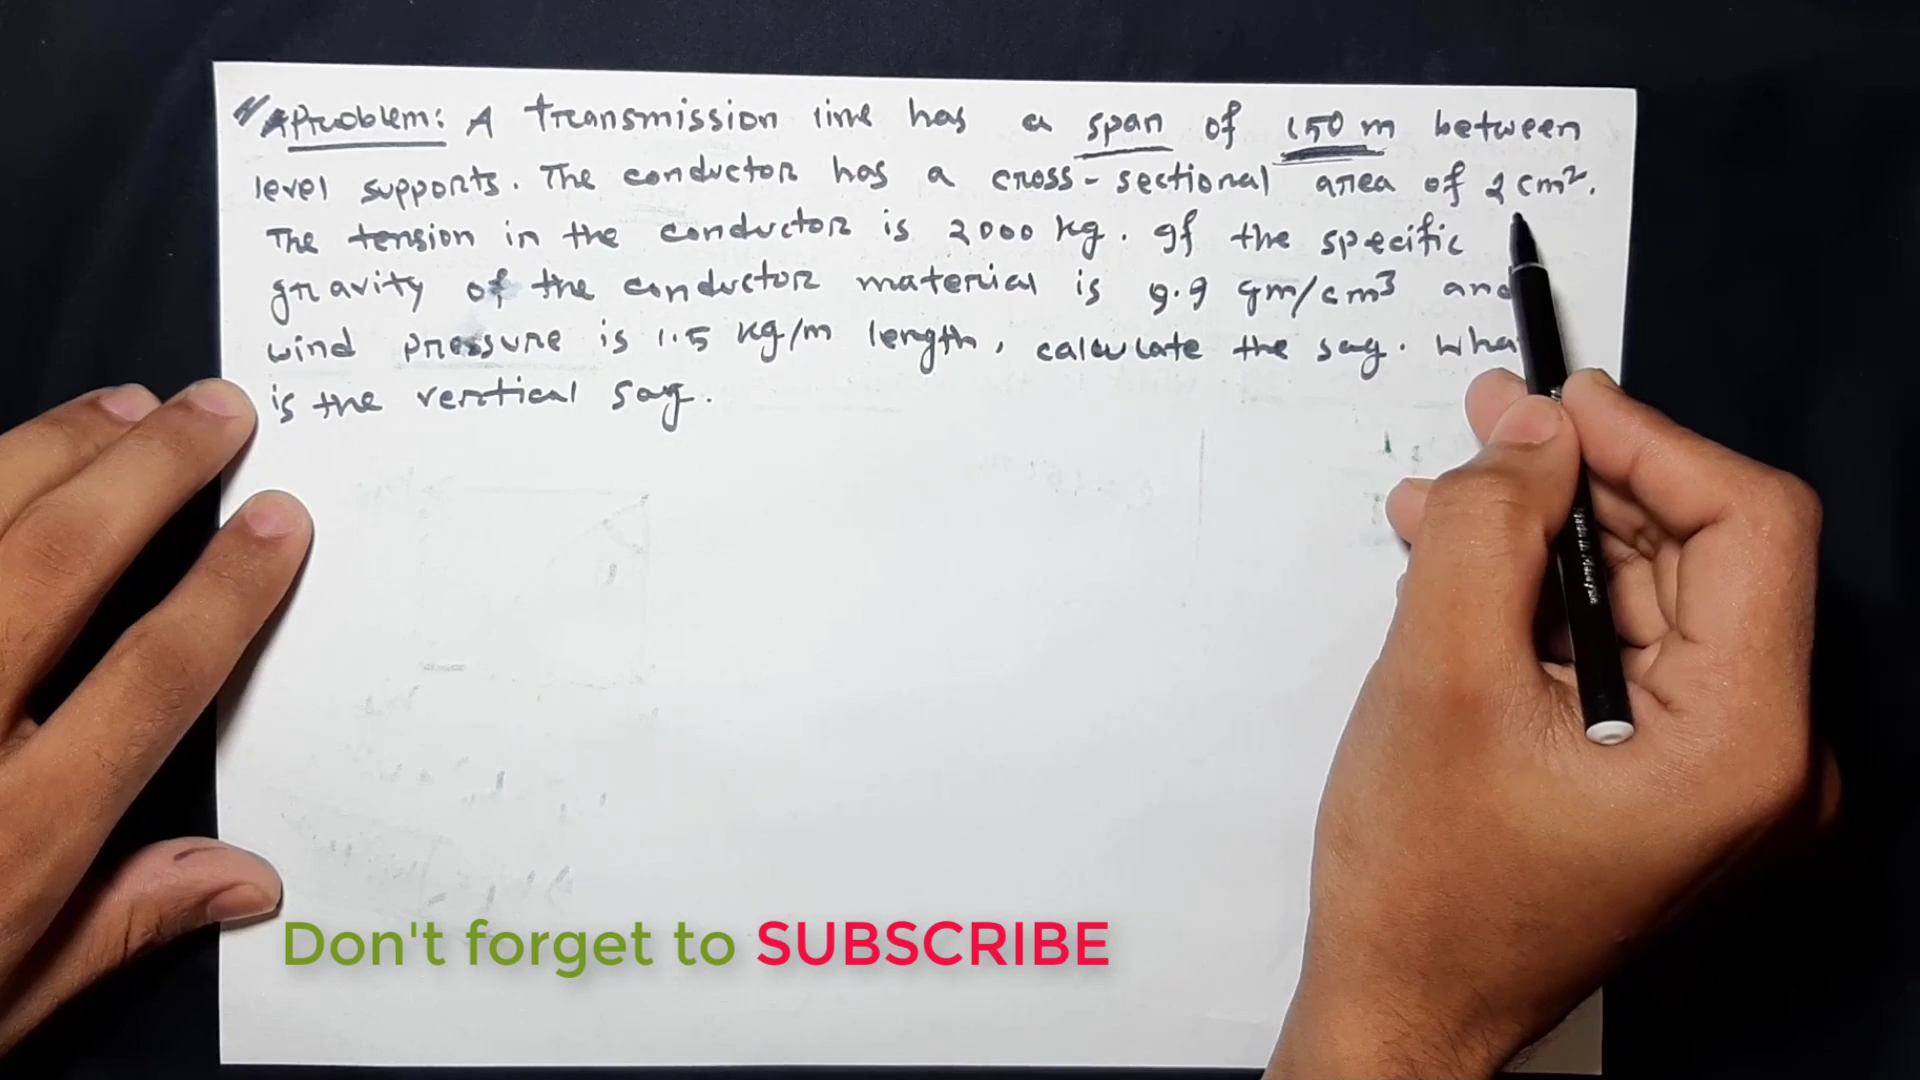 Problem: A transmission line has a span of 150 m between
level supports. The conductor has a cross-sectional area of 2 cm².
The tension in the conductor is 2000 kg. If the specific
gravity of the conductor material is 9.9 gm/cm³ and
wind pressure is 1.5 kg/m length, calculate the sag.
is the vertical sag.
Don't forget to SUBSCRIBE